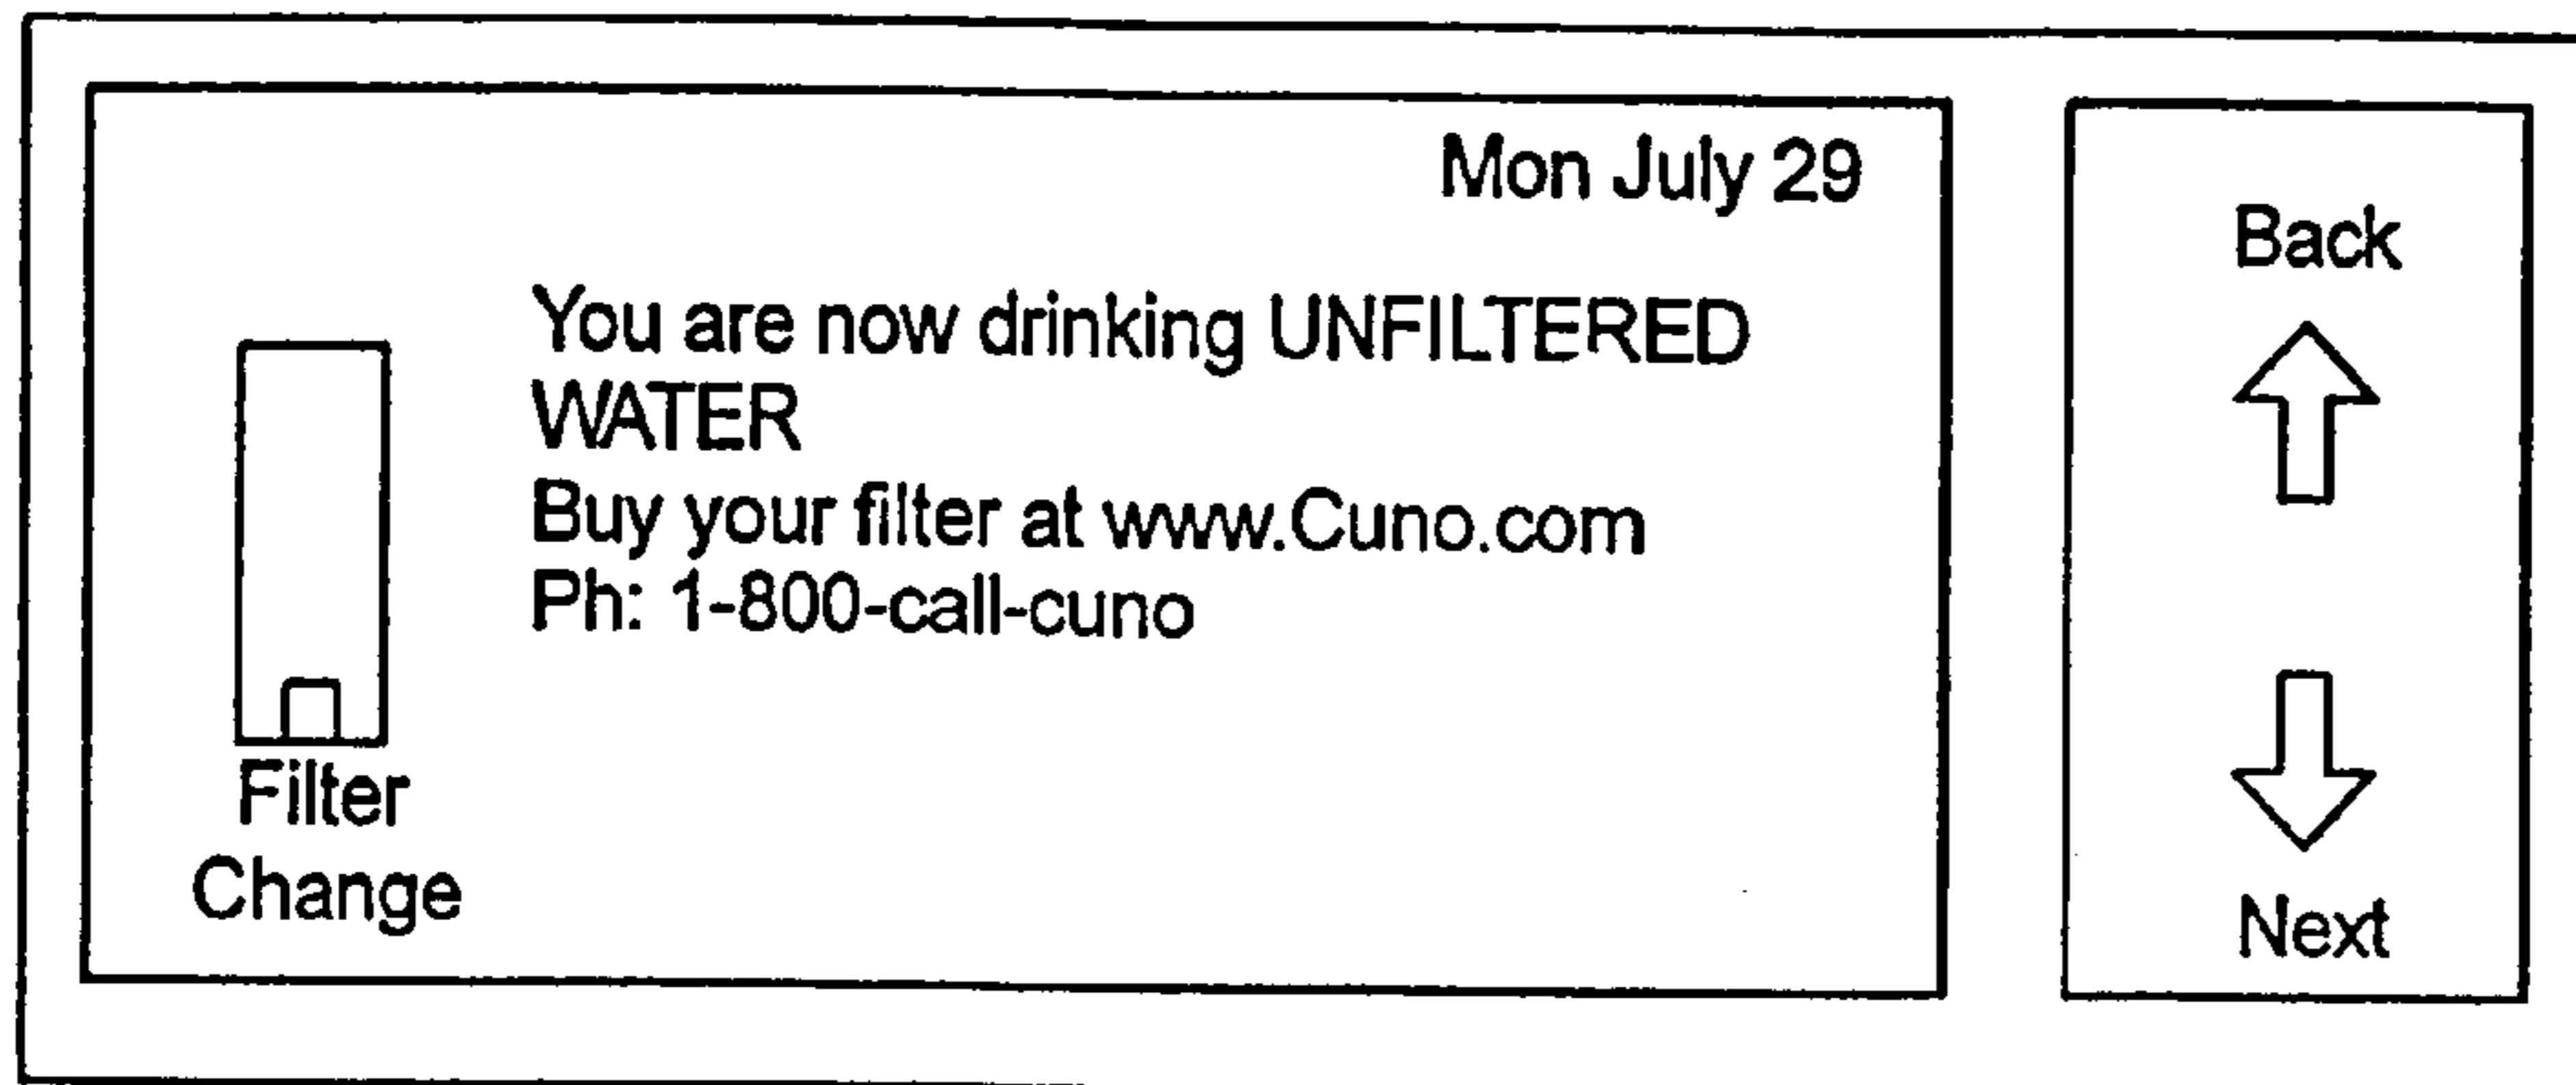 Mon July 29
You are now drinking UNFILTERED
WATER
Buy your filter at www.Cuno.com
Ph: 1-800-call-cuno
Filter
Change
Back
Next